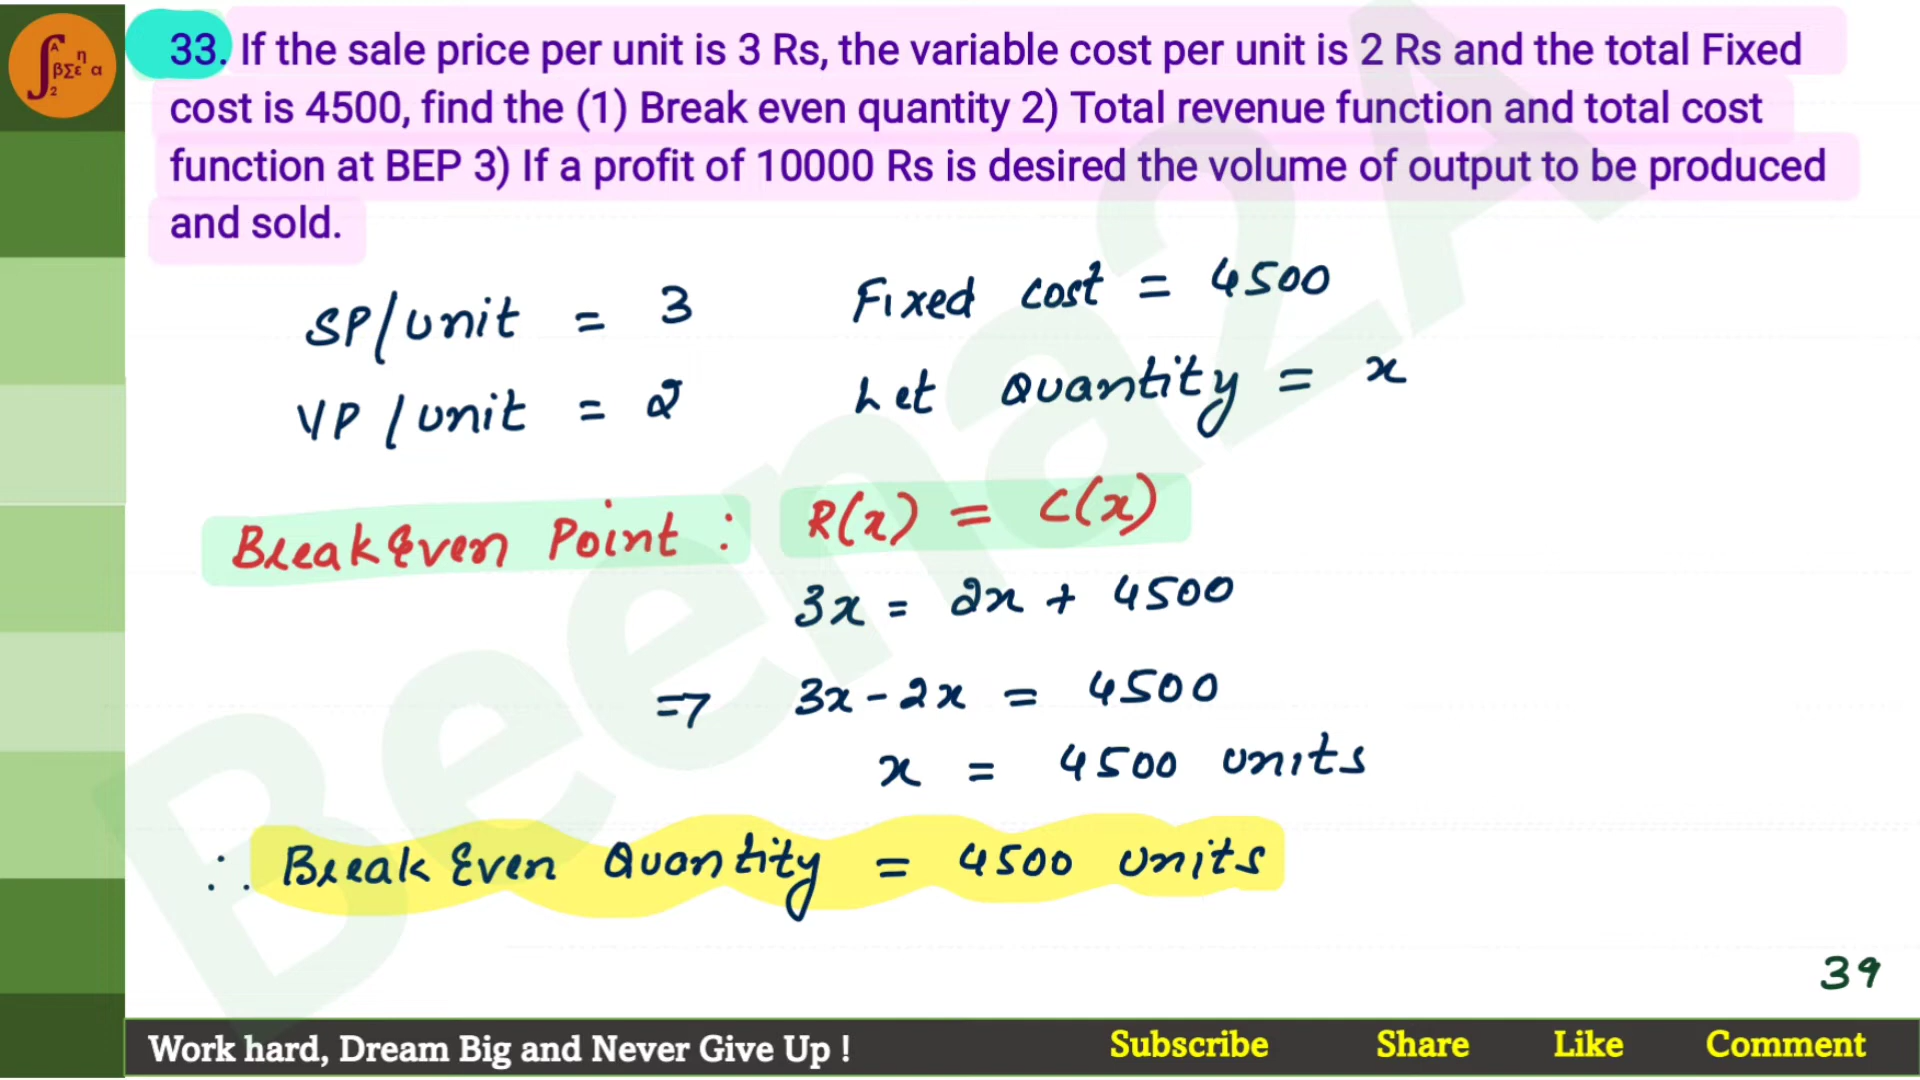 33. If the sale price per unit is 3 Rs, the variable cost per unit is 2 Rs and the total Fixed
cost is 4500, find the (1) Break even quantity 2) Total revenue function and total cost
function at BEP 3) If a profit of 10000 Rs is desired the volume of output to be produced
and sold.
SP/unit = 3 Fixed cost = 4500
VP/unit = 2 Let Quantity = x
Break Even Point : R(x) = C(x)
3x = 2x + 4500
⇒ 3x - 2x = 4500
x = 4500 units
∴ Break Even Quantity = 4500 units
39
Work hard, Dream Big and Never Give Up ! Subscribe Share Like Comment
Beena2A